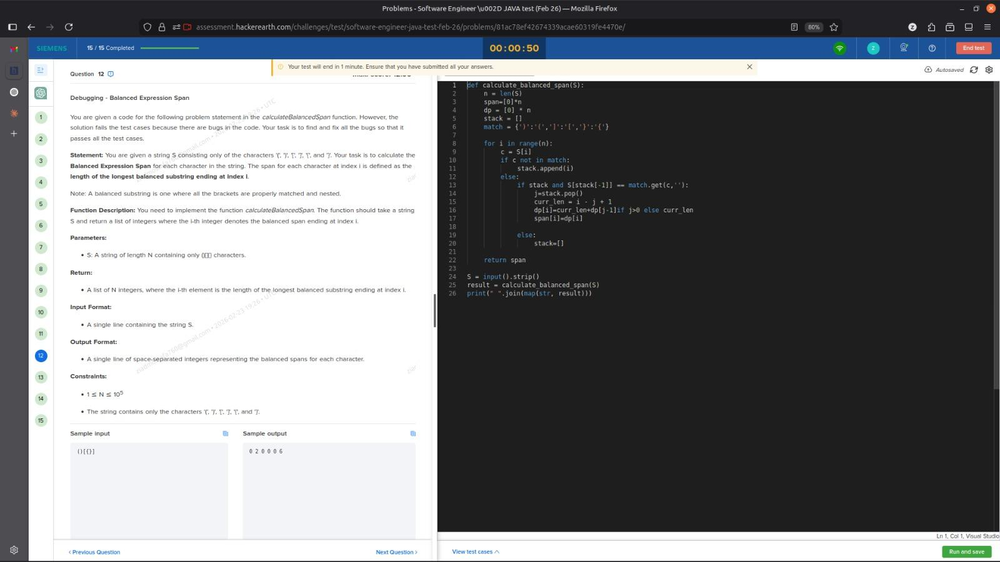 Problems - Software Engineer \u002D JAVA test (Feb 26) — Mozilla Firefox
assessment.hackerearth.com/challenges/test/software-engineer-java-test-feb-26/problems/81ac78ef42674339acae60319fe4470e/
80%
Z
SIEMENS
15 / 15 Completed
00:00:50
Z
End test
Your test will end in 1 minute. Ensure that you have submitted all your answers.
Question 12
Autosaved
Debugging - Balanced Expression Span
You are given a code for the following problem statement in the calculateBalancedSpan function. However, the
solution fails the test cases because there are bugs in the code. Your task is to find and fix all the bugs so that it
passes all the test cases.
Statement: You are given a string S consisting only of the characters '(', ')', '[', ']', '{', and '}'. Your task is to calculate the
Balanced Expression Span for each character in the string. The span for each character at index i is defined as the
length of the longest balanced substring ending at index i.
Note: A balanced substring is one where all the brackets are properly matched and nested.
Function Description: You need to implement the function calculateBalancedSpan. The function should take a string
S and return a list of integers where the i-th integer denotes the balanced span ending at index i.
Parameters:
• S: A string of length N containing only (){}[] characters.
Return:
• A list of N integers, where the i-th element is the length of the longest balanced substring ending at index i.
Input Format:
• A single line containing the string S.
Output Format:
• A single line of space-separated integers representing the balanced spans for each character.
Constraints:
• 1 ≤ N ≤ 10^5
• The string contains only the characters '(', ')', '[', ']', '{', and '}'.
Sample input
Sample output
()[{}]
0 2 0 0 0 6
1
2
3
4
5
6
7
8
9
10
11
12
13
14
15
‹ Previous Question
Next Question ›
1 def calculate_balanced_span(S):
2     n = len(S)
3     span=[0]*n
4     dp = [0] * n
5     stack = []
6     match = {')':'(',']':'[','}':'{'}
7
8     for i in range(n):
9         c = S[i]
10         if c not in match:
11             stack.append(i)
12         else:
13             if stack and S[stack[-1]] == match.get(c,''):
14                 j=stack.pop()
15                 curr_len = i - j + 1
16                 dp[i]=curr_len+dp[j-1]if j>0 else curr_len
17                 span[i]=dp[i]
18
19             else:
20                 stack=[]
21
22     return span
23
24 S = input().strip()
25 result = calculate_balanced_span(S)
26 print(" ".join(map(str, result)))
Ln 1, Col 1, Visual Studio
View test cases
Run and save